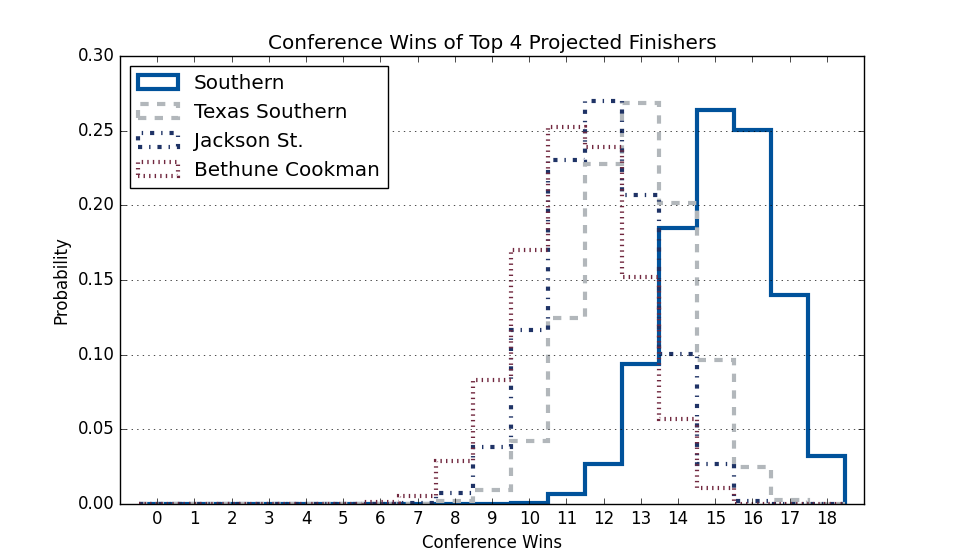 Conference Wins of Top 4 Projected Finishers
0.30
0.25
0.20
0.15
0.10
0.05
0.00
Probability
Southern
Texas Southern
Jackson St.
Bethune Cookman
0 1 2 3 4 5 6 7 8 9 10 11 12 13 14 15 16 17 18
Conference Wins